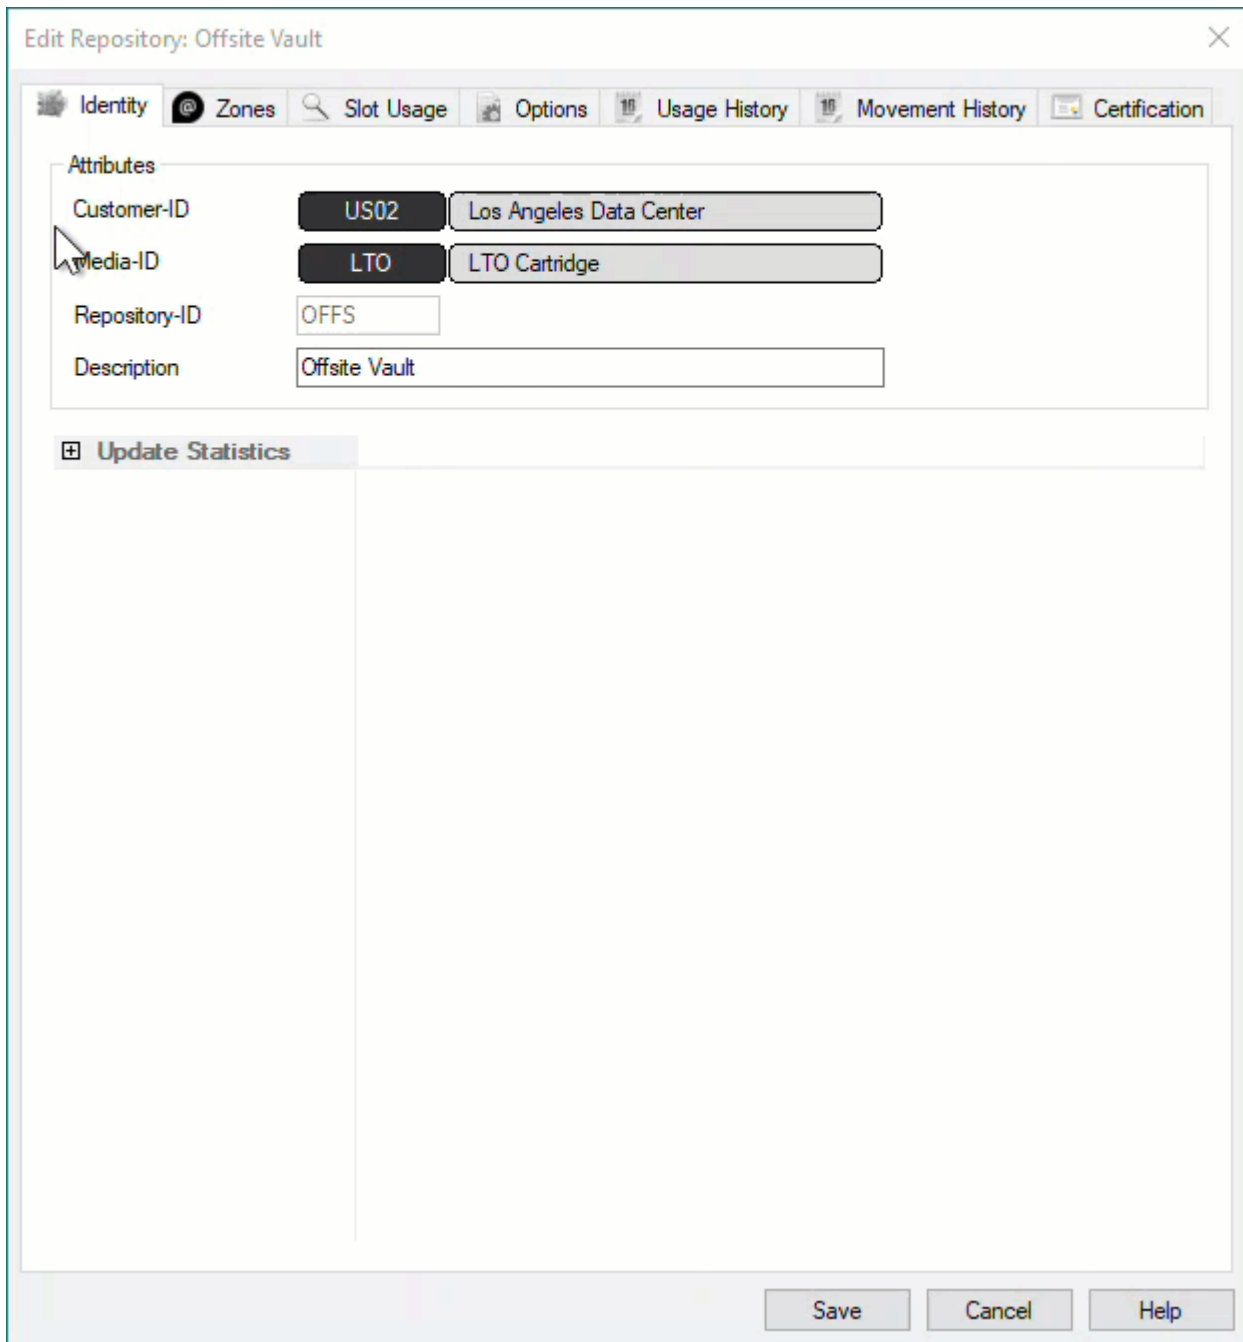 Edit Repository: Offsite Vault
Identity Zones Slot Usage Options Usage History Movement History Certification
Attributes
Customer-ID US02 Los Angeles Data Center
Media-ID LTO LTO Cartridge
Repository-ID OFFS
Description Offsite Vault
Update Statistics
Save Cancel Help